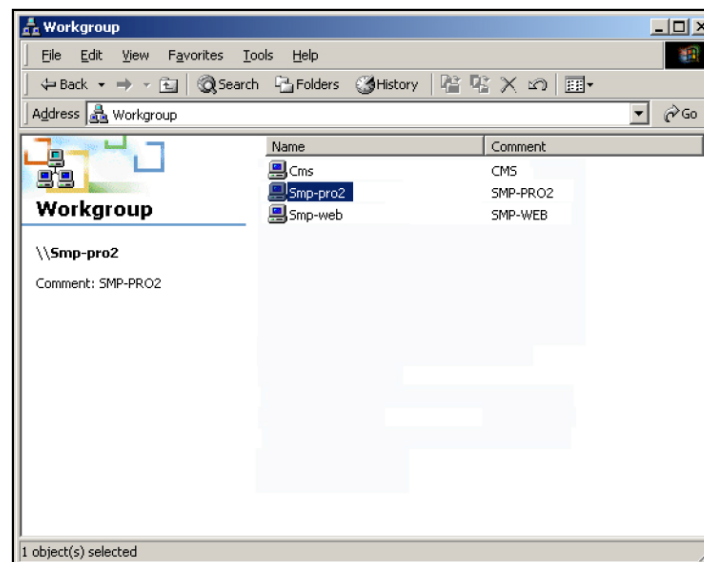 Workgroup
File Edit View Favorites Tools Help
Back Search Folders History
Address Workgroup Go
Name Comment
Cms CMS
Smp-pro2 SMP-PRO2
Smp-web SMP-WEB
Workgroup
\\Smp-pro2
Comment: SMP-PRO2
1 object(s) selected